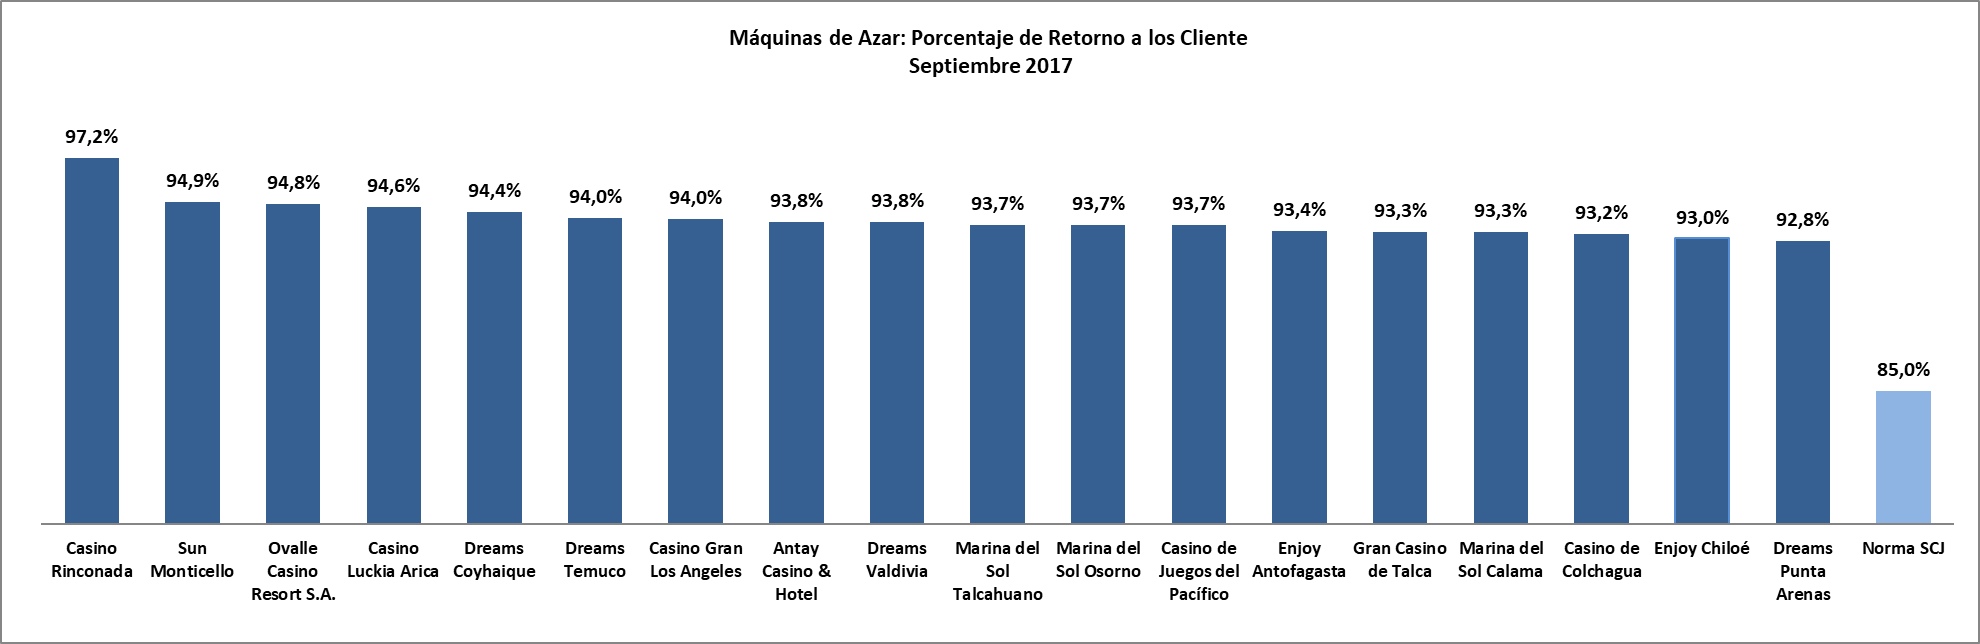 Máquinas de Azar: Porcentaje de Retorno a los Cliente
Septiembre 2017
97,2%
94,9%
94,8%
94,6%
94,4%
94,0%
94,0%
93,8%
93,8%
93,7%
93,7%
93,7%
93,4%
93,3%
93,3%
93,2%
93,0%
92,8%
85,0%
Casino
Rinconada
Sun
Monticello
Ovalle
Casino
Resort S.A.
Casino
Luckia Arica
Dreams
Coyhaique
Dreams
Temuco
Casino Gran
Los Angeles
Antay
Casino &
Hotel
Dreams
Valdivia
Marina del
Sol
Talcahuano
Marina del
Sol Osorno
Casino de
Juegos del
Pacífico
Enjoy
Antofagasta
Gran Casino
de Talca
Marina del
Sol Calama
Casino de
Colchagua
Enjoy Chiloé
Dreams
Punta
Arenas
Norma SCJ